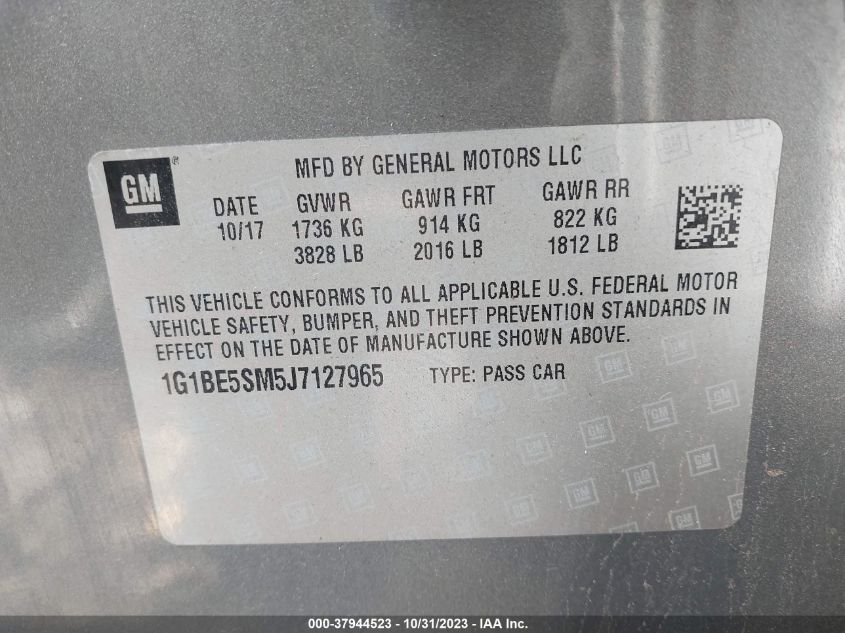 GM®
MFD BY GENERAL MOTORS LLC
DATE GVWR GAWR FRT GAWR RR
10/17 1736 KG 914 KG 822 KG
3828 LB 2016 LB 1812 LB
THIS VEHICLE CONFORMS TO ALL APPLICABLE U.S. FEDERAL MOTOR
VEHICLE SAFETY, BUMPER, AND THEFT PREVENTION STANDARDS IN
EFFECT ON THE DATE OF MANUFACTURE SHOWN ABOVE.
1G1BE5SM5J7127965 TYPE: PASS CAR
000-37944523 - 10/31/2023 - IAA Inc.